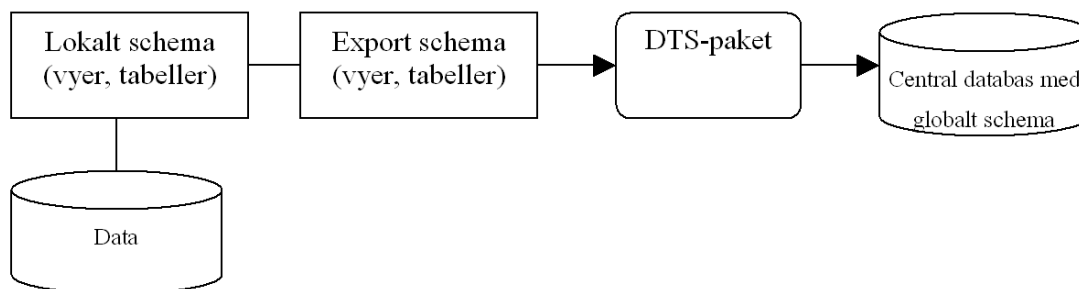 Lokalt schema
(vyer, tabeller)
Export schema
(vyer, tabeller)
DTS-paket
Central databas med
globalt schema
Data